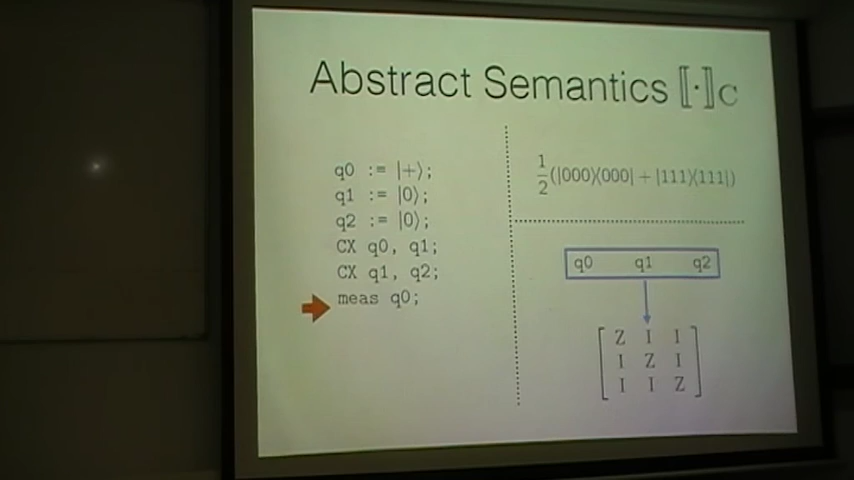 Abstract Semantics ⟦·⟧C
q0 := |+⟩;
q1 := |0⟩;
q2 := |0⟩;
CX q0, q1;
CX q1, q2;
meas q0;
1/2(|000⟩⟨000| + |111⟩⟨111|)
q0 q1 q2
Z I I
I Z I
I I Z